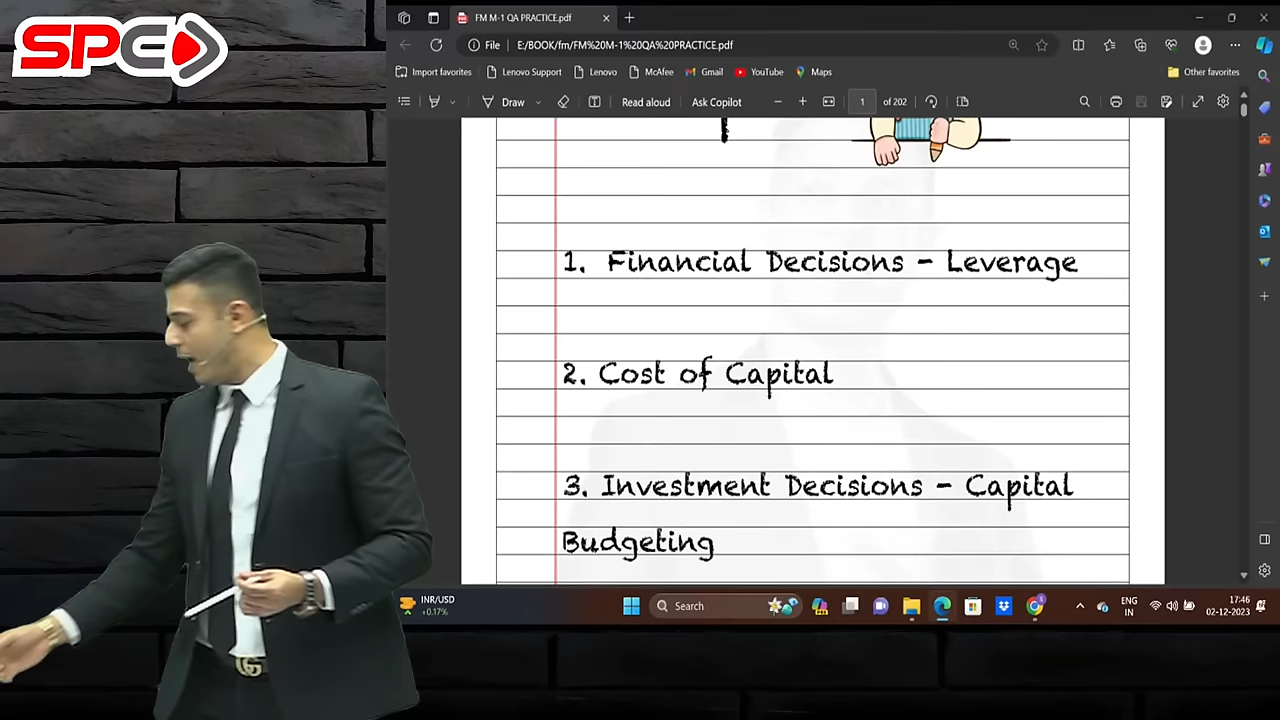 SPC
FM M-1 QA PRACTICE.pdf
File E:/BOOK/fm/FM%20M-1%20QA%20PRACTICE.pdf
Import favorites Lenovo Support Lenovo McAfee Gmail YouTube Maps Other favorites
Draw Read aloud Ask Copilot 1 of 202
1. Financial Decisions - Leverage
2. Cost of Capital
3. Investment Decisions - Capital
Budgeting
INR/USD
+0.17%
Search
ENG
IN
17:46
02-12-2023